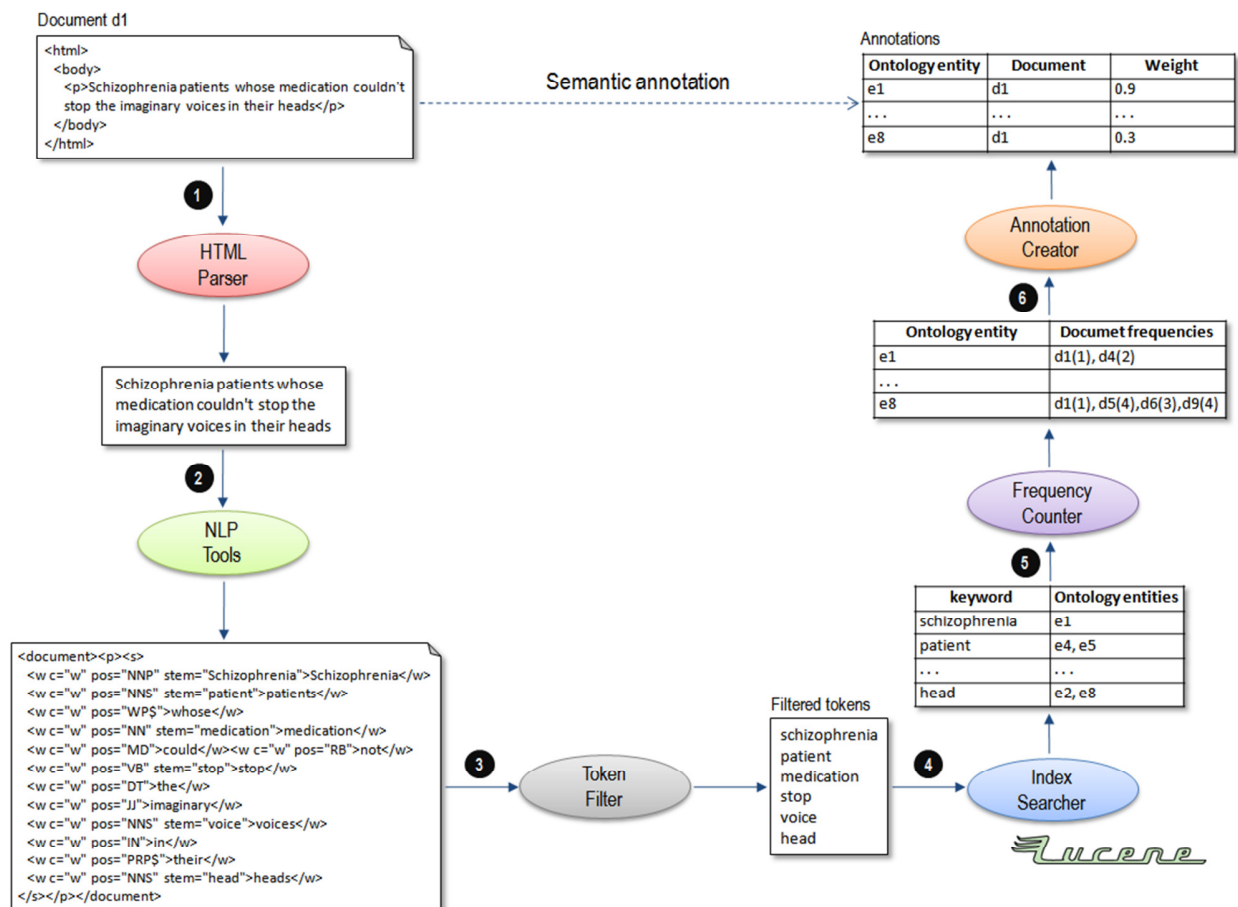 Document d1
<html>
<body>
<p>Schizophrenia patients whose medication couldn't
stop the imaginary voices in their heads</p>
</body>
</html>
Semantic annotation
Annotations
Ontology entity Document Weight
e1 d1 0.9
... ... ...
e8 d1 0.3
1
HTML
Parser
Schizophrenia patients whose
medication couldn't stop the
imaginary voices in their heads
2
NLP
Tools
<document><p><s>
<w c="w" pos="NNP" stem="Schizophrenia">Schizophrenia</w>
<w c="w" pos="NNS" stem="patient">patients</w>
<w c="w" pos="WP$">whose</w>
<w c="w" pos="NN" stem="medication">medication</w>
<w c="w" pos="MD">could</w><w c="w" pos="RB">not</w>
<w c="w" pos="VB" stem="stop">stop</w>
<w c="w" pos="DT">the</w>
<w c="w" pos="JJ">imaginary</w>
<w c="w" pos="NNS" stem="voice">voices</w>
<w c="w" pos="IN">in</w>
<w c="w" pos="PRP$">their</w>
<w c="w" pos="NNS" stem="head">heads</w>
</s></p></document>
3
Token
Filter
Filtered tokens
schizophrenia
patient
medication
stop
voice
head
4
Index
Searcher
Lucene
keyword Ontology entities
schizophrenia e1
patient e4, e5
... ...
head e2, e8
5
Frequency
Counter
Ontology entity Documet frequencies
e1 d1(1), d4(2)
...
e8 d1(1), d5(4),d6(3),d9(4)
6
Annotation
Creator